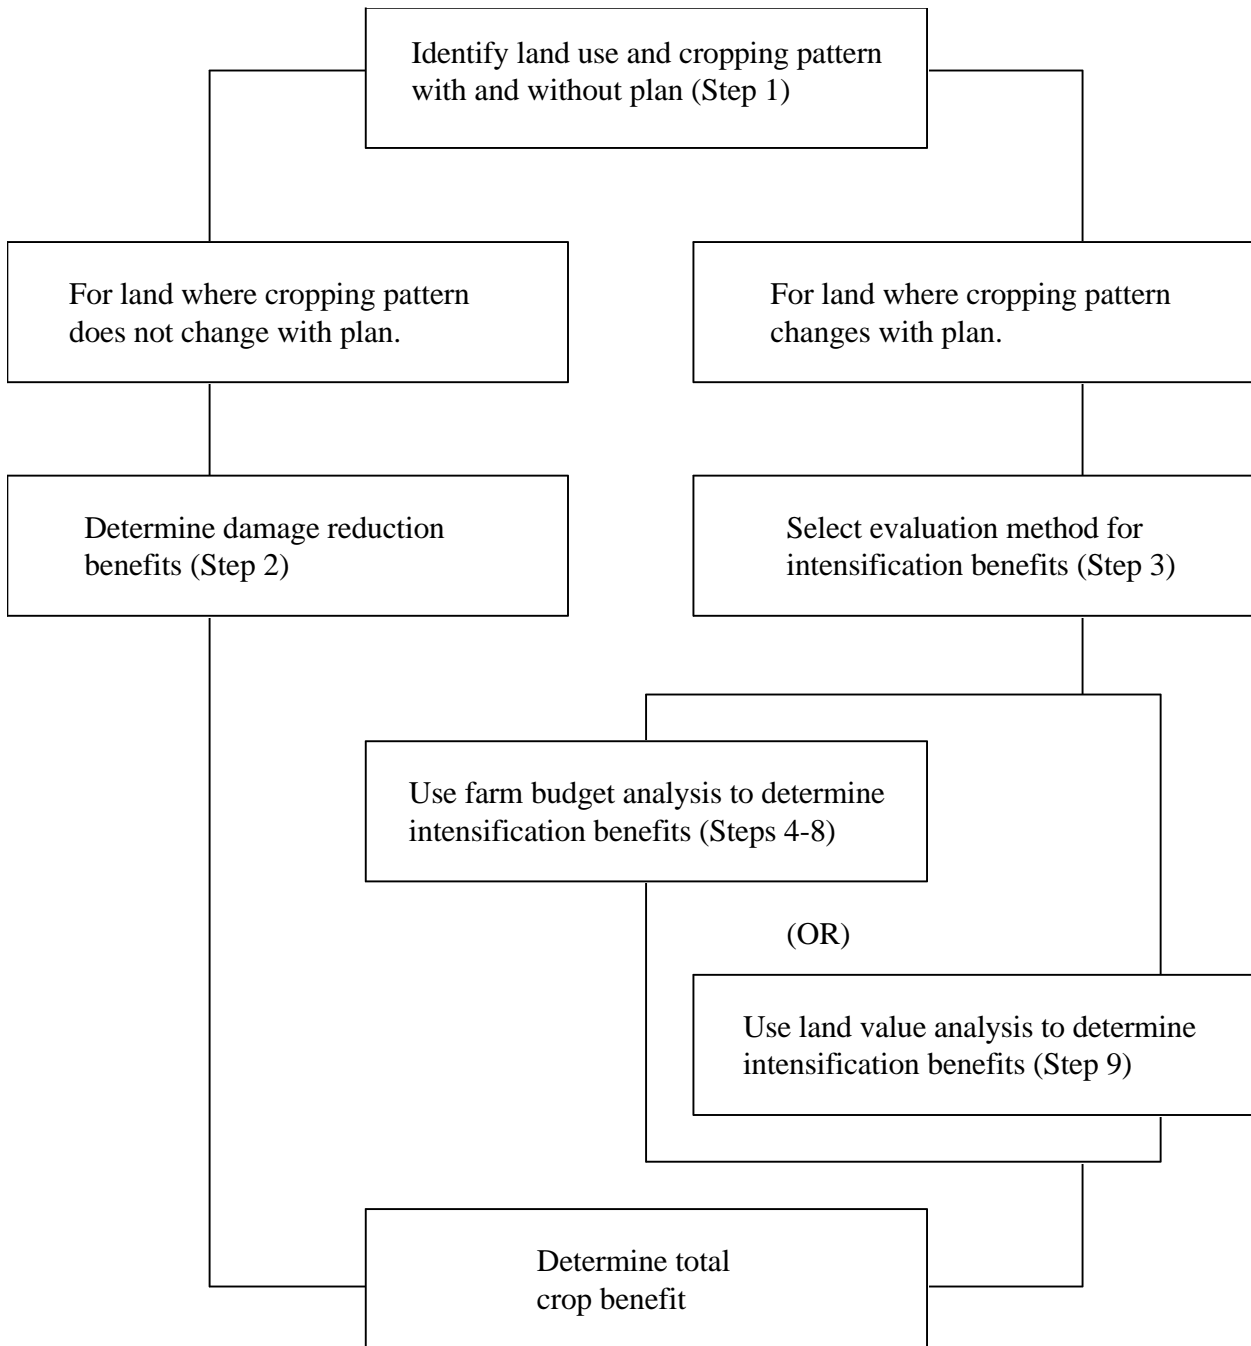 Identify land use and cropping pattern
with and without plan (Step 1)
For land where cropping pattern
does not change with plan.
For land where cropping pattern
changes with plan.
Determine damage reduction
benefits (Step 2)
Select evaluation method for
intensification benefits (Step 3)
Use farm budget analysis to determine
intensification benefits (Steps 4-8)
(OR)
Use land value analysis to determine
intensification benefits (Step 9)
Determine total
crop benefit